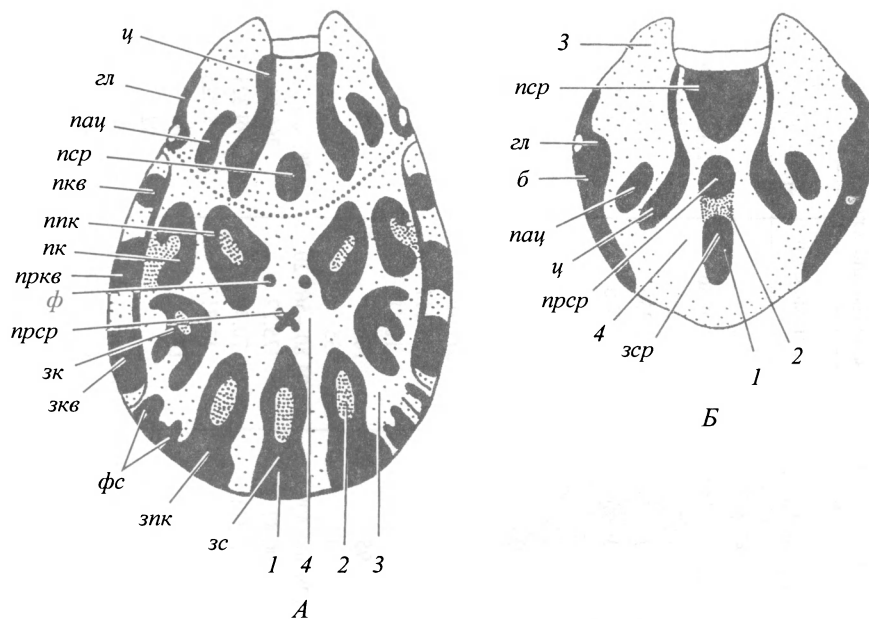 ц
гл
пац
пср
пкв
ппк
пк
пркв
ф
прср
зк
зкв
фс
зпк
зс
1
4
2
3
А
3
пср
гл
б
пац
ц
прср
4
зср
1
2
Б